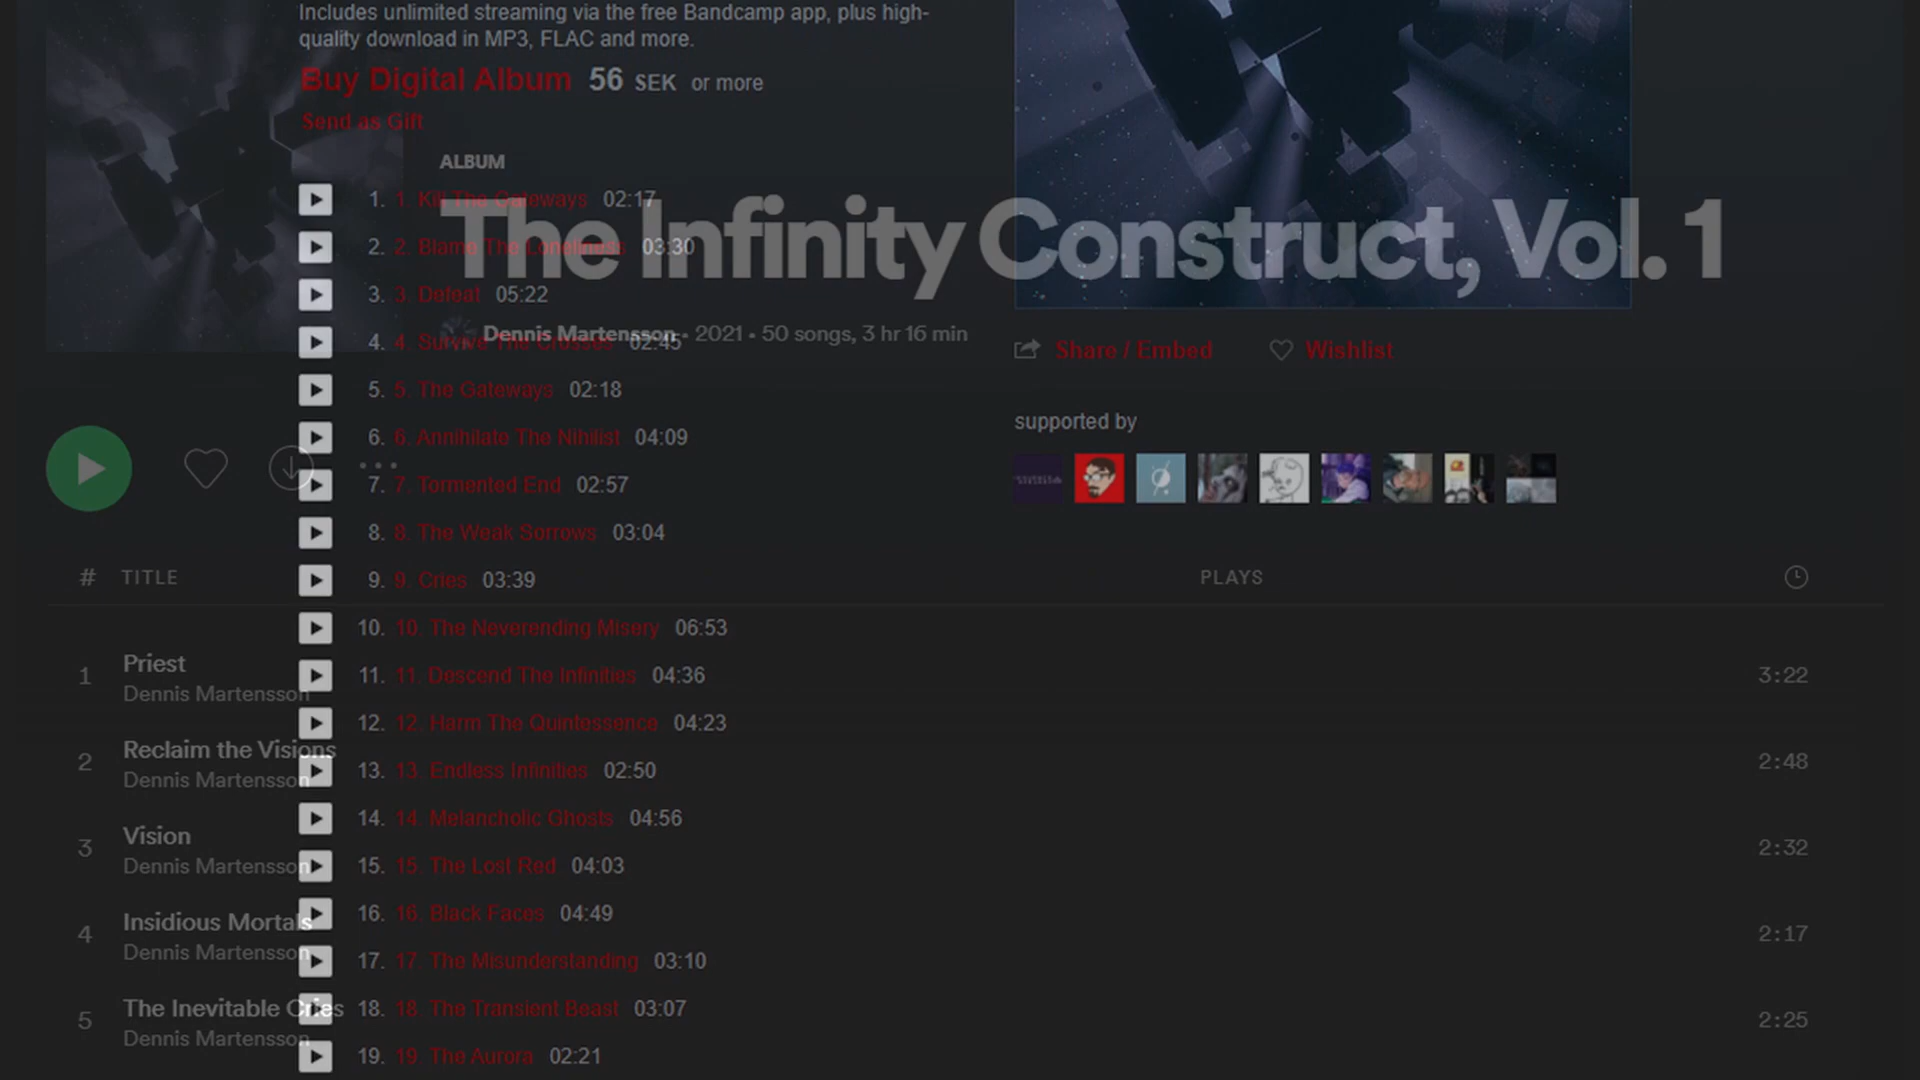 Includes unlimited streaming via the free Bandcamp app, plus high-
quality download in MP3, FLAC and more.
Buy Digital Album 56 SEK or more
Send as Gift
ALBUM
The Infinity Construct, Vol. 1
Dennis Martensson • 2021 • 50 songs, 3 hr 16 min
1. 1. Kill The Gateways 02:17
2. 2. Blame The Loneliness 03:30
3. 3. Defeat 05:22
4. 4. Survive The Crosses 02:45
5. 5. The Gateways 02:18
6. 6. Annihilate The Nihilist 04:09
7. 7. Tormented End 02:57
8. 8. The Weak Sorrows 03:04
9. 9. Cries 03:39
10. 10. The Neverending Misery 06:53
11. 11. Descend The Infinities 04:36
12. 12. Harm The Quintessence 04:23
13. 13. Endless Infinities 02:50
14. 14. Melancholic Ghosts 04:56
15. 15. The Lost Red 04:03
16. 16. Black Faces 04:49
17. 17. The Misunderstanding 03:10
18. 18. The Transient Beast 03:07
19. 19. The Aurora 02:21
Share / Embed Wishlist
supported by
# TITLE PLAYS
1 Priest 3:22
Dennis Martensson
2 Reclaim the Visions 2:48
Dennis Martensson
3 Vision 2:32
Dennis Martensson
4 Insidious Mortals 2:17
Dennis Martensson
5 The Inevitable Cries 2:25
Dennis Martensson